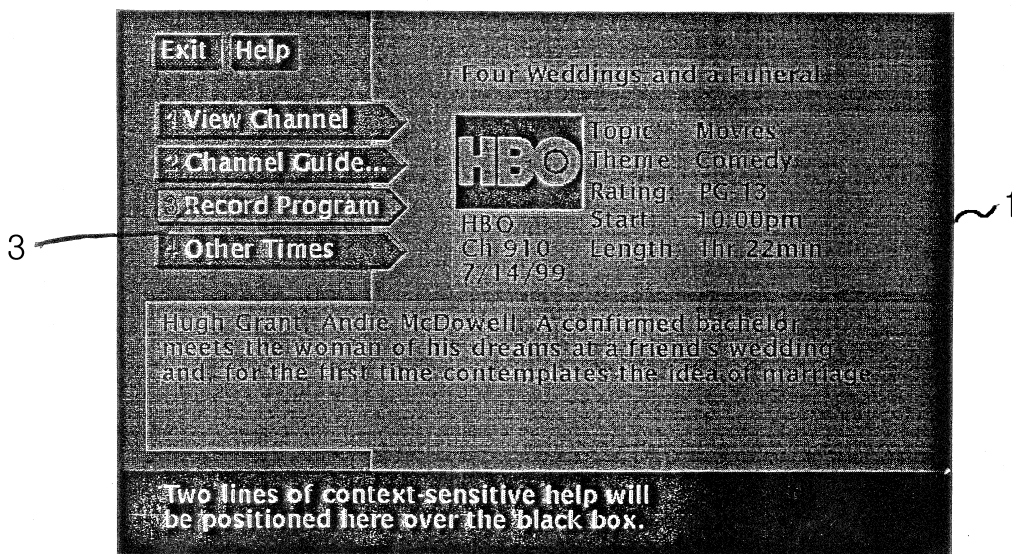 Exit Help
Four Weddings and a Funeral
1 View Channel
2 Channel Guide...
3 Record Program
4 Other Times
HBO
HBO
Ch 910
7/14/99
Topic Movies
Theme Comedy
Rating PG-13
Start 10:00pm
Length 1hr 22min
Hugh Grant, Andie McDowell. A confirmed bachelor
meets the woman of his dreams at a friend's wedding
and, for the first time contemplates the idea of marriage.
Two lines of context-sensitive help will
be positioned here over the black box.
3
1